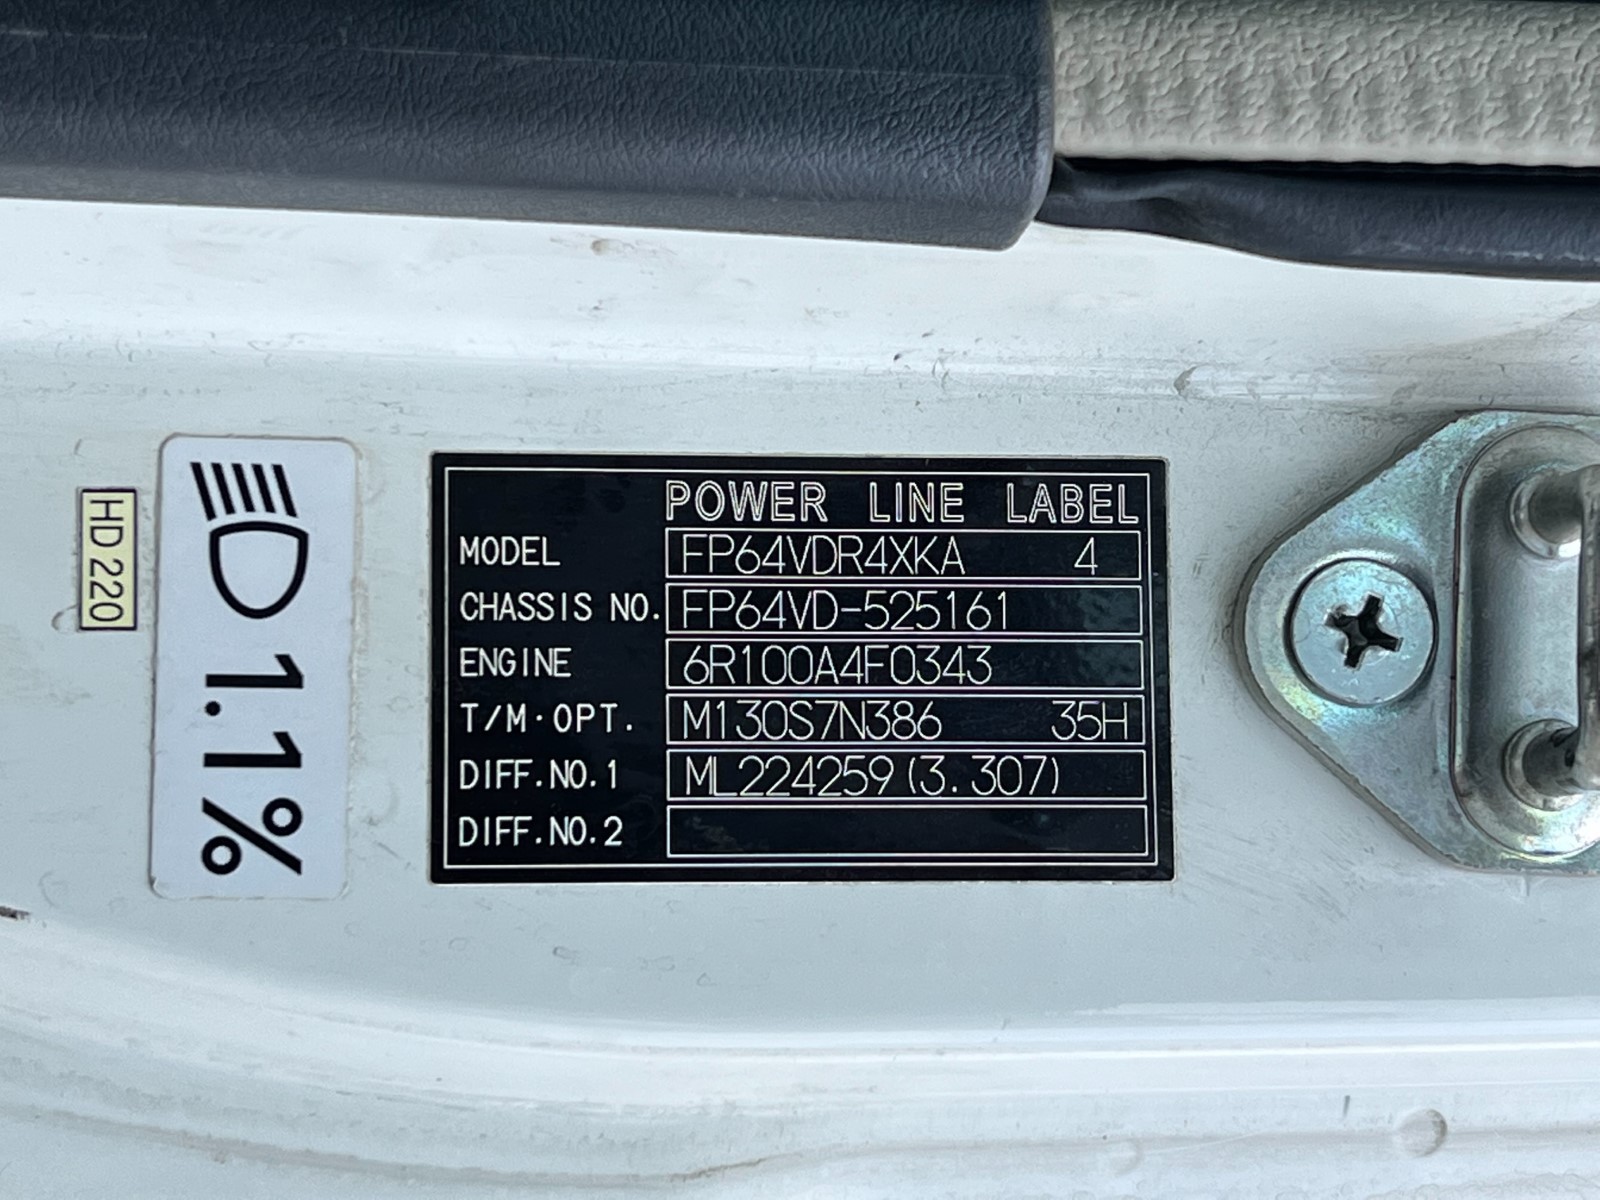 HD 220
1.1%
POWER LINE LABEL
MODEL FP64VDR4XKA 4
CHASSIS NO. FP64VD-525161
ENGINE 6R100A4F0343
T/M·OPT. M130S7N386 35H
DIFF.NO.1 ML224259(3.307)
DIFF.NO.2